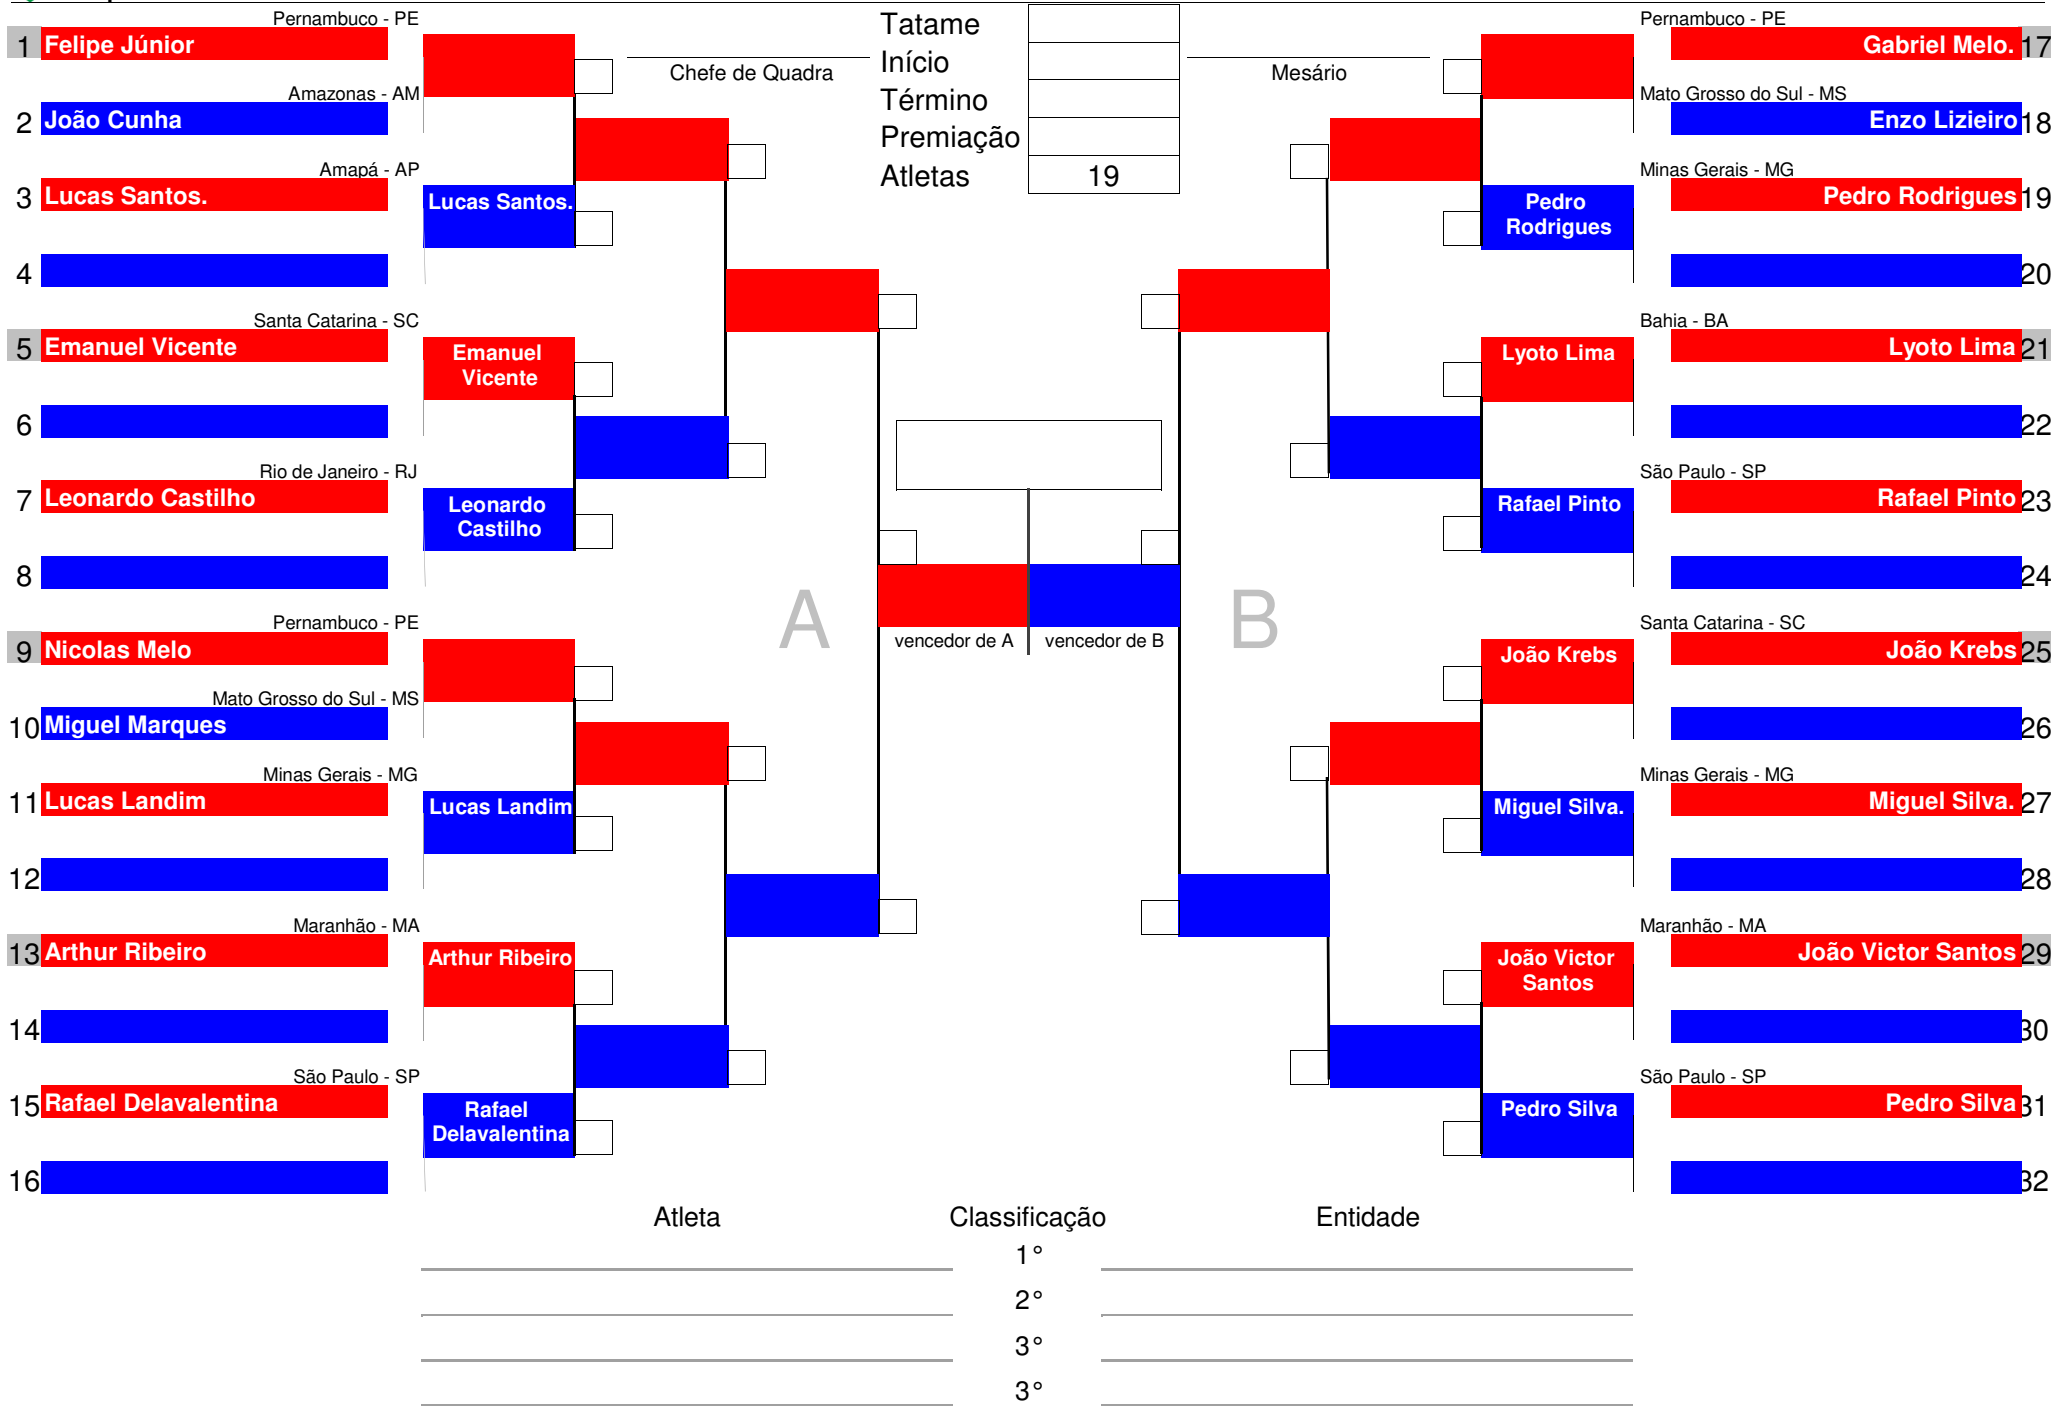 Pernambuco - PE
1 Felipe Júnior
Amazonas - AM
2 João Cunha
Amapá - AP
3 Lucas Santos.
Lucas Santos.
4
Santa Catarina - SC
5 Emanuel Vicente
Emanuel
Vicente
6
Rio de Janeiro - RJ
7 Leonardo Castilho
Leonardo
Castilho
8
Pernambuco - PE
9 Nicolas Melo
Mato Grosso do Sul - MS
10 Miguel Marques
Minas Gerais - MG
11 Lucas Landim
Lucas Landim
12
Maranhão - MA
13 Arthur Ribeiro
Arthur Ribeiro
14
São Paulo - SP
15 Rafael Delavalentina
Rafael
Delavalentina
16
Chefe de Quadra
Tatame
Início
Término
Premiação
Atletas 19
Mesário
A
B
vencedor de A
vencedor de B
Pernambuco - PE
Gabriel Melo. 17
Mato Grosso do Sul - MS
Enzo Lizieiro 18
Minas Gerais - MG
Pedro Rodrigues 19
Pedro
Rodrigues
20
Bahia - BA
Lyoto Lima 21
Lyoto Lima
22
São Paulo - SP
Rafael Pinto 23
Rafael Pinto
24
Santa Catarina - SC
João Krebs 25
João Krebs
26
Minas Gerais - MG
Miguel Silva. 27
Miguel Silva.
28
Maranhão - MA
João Victor Santos 29
João Victor
Santos
30
São Paulo - SP
Pedro Silva 31
Pedro Silva
32
Atleta Classificação Entidade
1°
2°
3°
3°